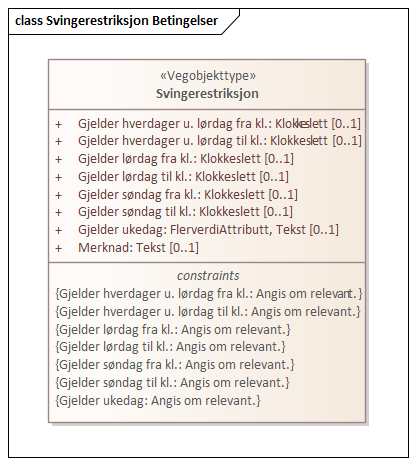 class Svingerestriksjon Betingelser
«Vegobjekttype»
Svingerestriksjon
+ Gjelder hverdager u. lørdag fra kl.: Klokkeslett [0..1]
+ Gjelder hverdager u. lørdag til kl.: Klokkeslett [0..1]
+ Gjelder lørdag fra kl.: Klokkeslett [0..1]
+ Gjelder lørdag til kl.: Klokkeslett [0..1]
+ Gjelder søndag fra kl.: Klokkeslett [0..1]
+ Gjelder søndag til kl.: Klokkeslett [0..1]
+ Gjelder ukedag: FlerverdiAttributt, Tekst [0..1]
+ Merknad: Tekst [0..1]
constraints
{Gjelder hverdager u. lørdag fra kl.: Angis om relevant.}
{Gjelder hverdager u. lørdag til kl.: Angis om relevant.}
{Gjelder lørdag fra kl.: Angis om relevant.}
{Gjelder lørdag til kl.: Angis om relevant.}
{Gjelder søndag fra kl.: Angis om relevant.}
{Gjelder søndag til kl.: Angis om relevant.}
{Gjelder ukedag: Angis om relevant.}